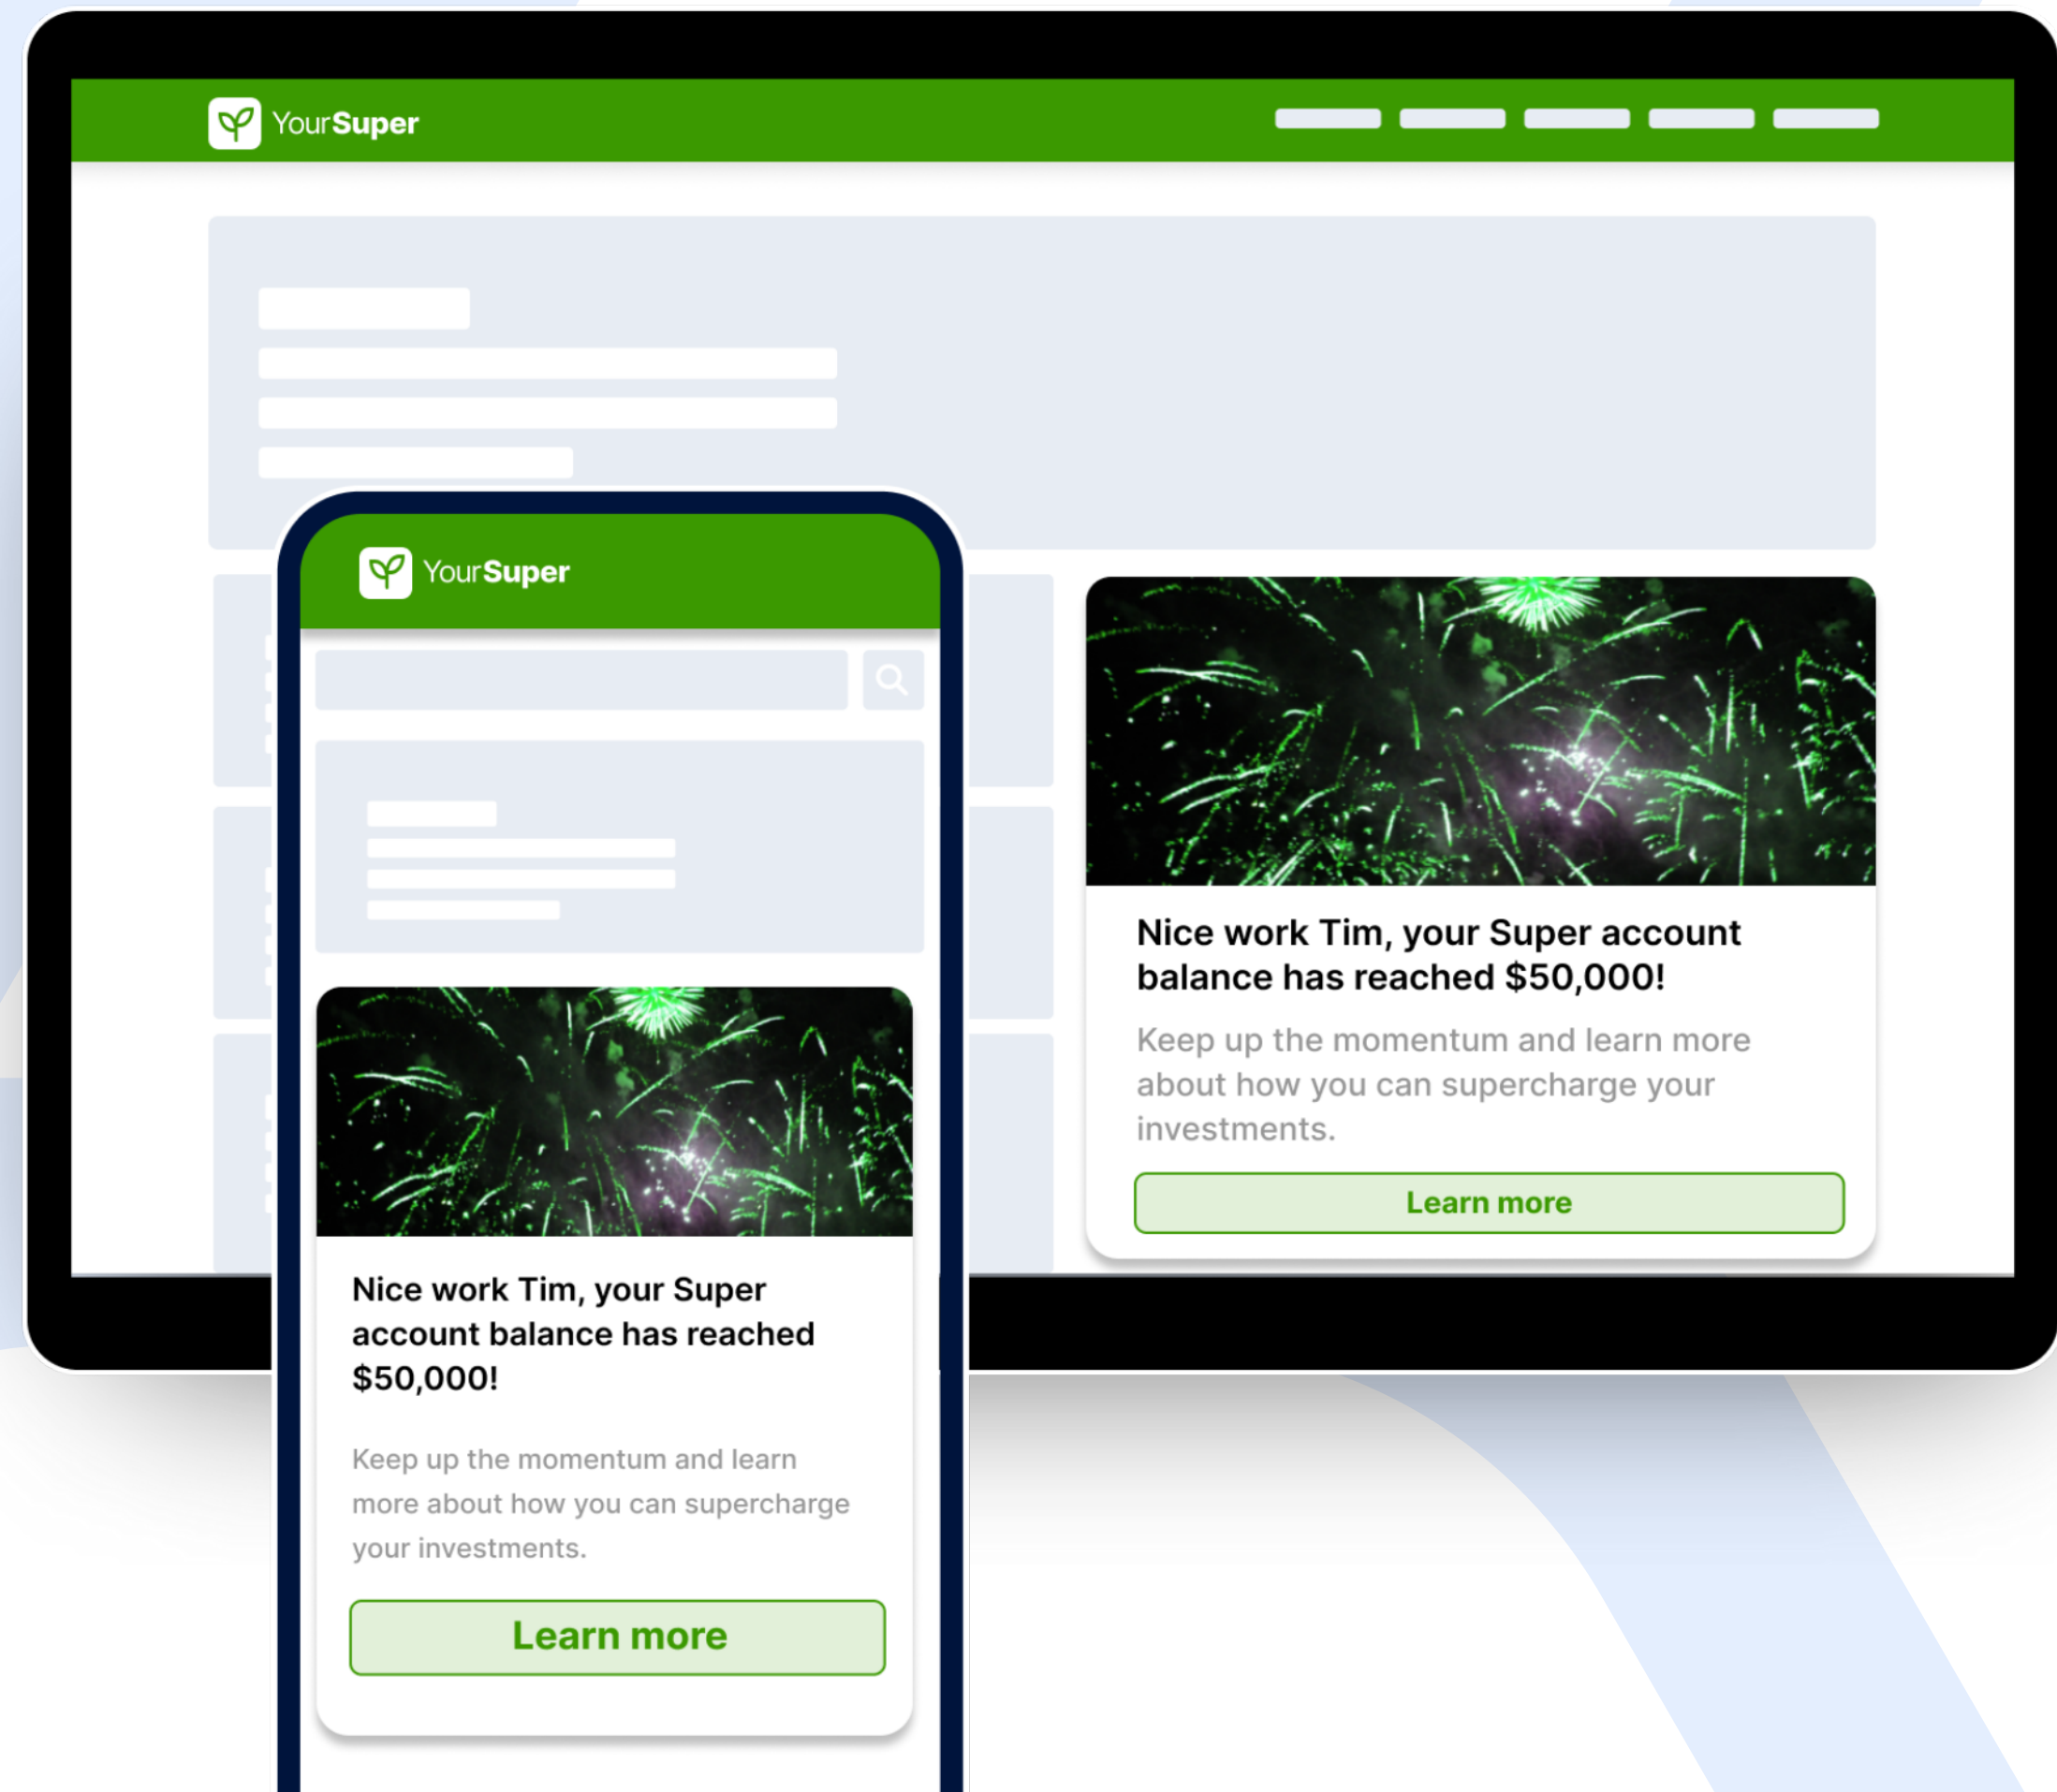 YourSuper
YourSuper
Nice work Tim, your Super account
balance has reached $50,000!
Keep up the momentum and learn more
about how you can supercharge your
investments.
Learn more
Nice work Tim, your Super
account balance has reached
$50,000!
Keep up the momentum and learn
more about how you can supercharge
your investments.
Learn more